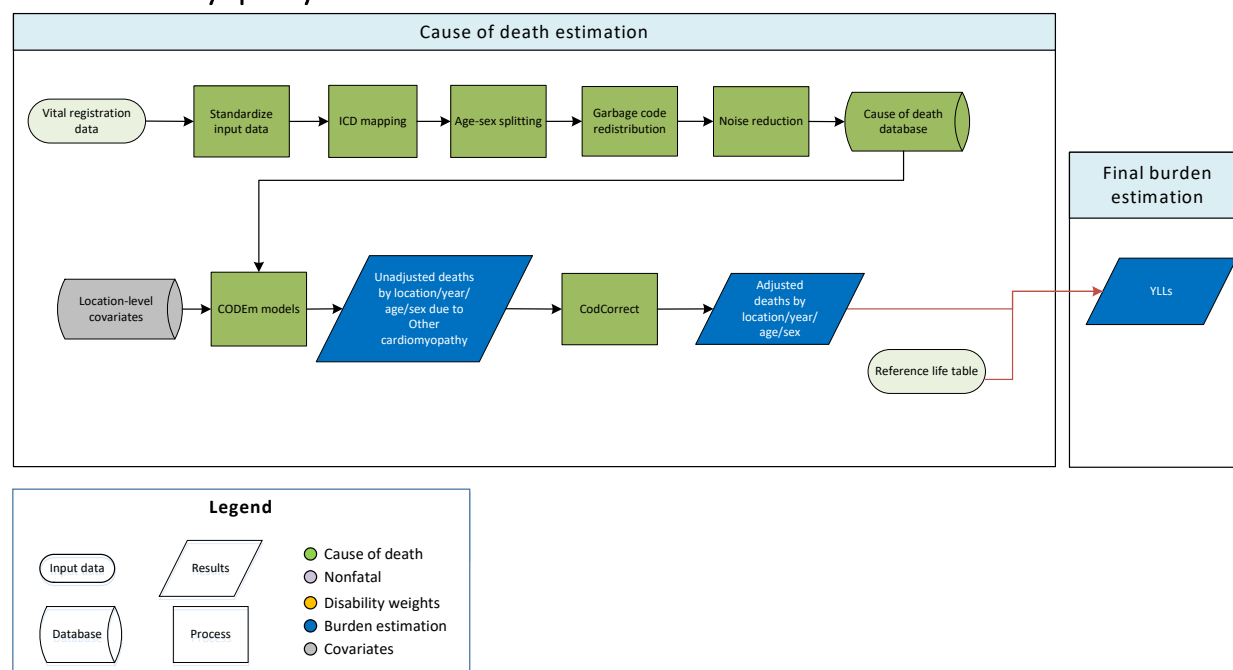 Cause of death estimation
Vital registration
data
Standardize
input data
ICD mapping
Age-sex splitting
Garbage code
redistribution
Noise reduction
Cause of death
database
Final burden
estimation
Location-level
covariates
CODEm models
Unadjusted deaths
by location/year/
age/sex due to
Other
cardiomyopathy
CodCorrect
Adjusted
deaths by
location/year/
age/sex
YLLs
Reference life table
Legend
Input data
Results
Database
Process
Cause of death
Nonfatal
Disability weights
Burden estimation
Covariates